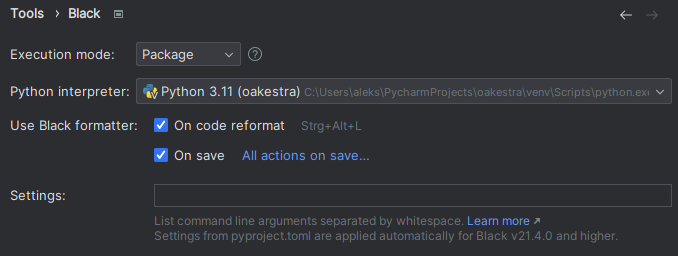 Tools › Black
Execution mode: Package ?
Python interpreter: Python 3.11 (oakestra) C:\Users\aleks\PycharmProjects\oakestra\venv\Scripts\python.exe
Use Black formatter: On code reformat Strg+Alt+L
On save All actions on save...
Settings:
List command line arguments separated by whitespace. Learn more ↗
Settings from pyproject.toml are applied automatically for Black v21.4.0 and higher.